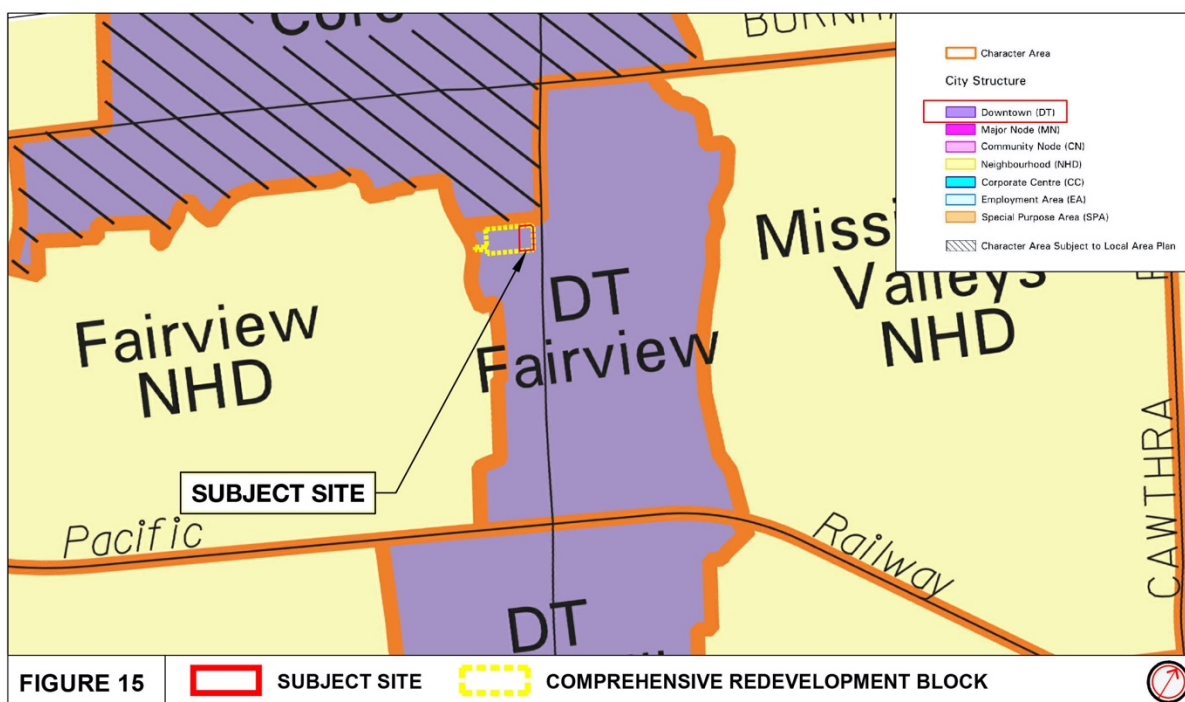 Character Area
City Structure
Downtown (DT)
Major Node (MN)
Community Node (CN)
Neighbourhood (NHD)
Corporate Centre (CC)
Employment Area (EA)
Special Purpose Area (SPA)
Character Area Subject to Local Area Plan
Fairview
NHD
DT
Fairview
Valleys
NHD
SUBJECT SITE
Pacific
Railway
CAWTHRA
DT
FIGURE 15
SUBJECT SITE
COMPREHENSIVE REDEVELOPMENT BLOCK